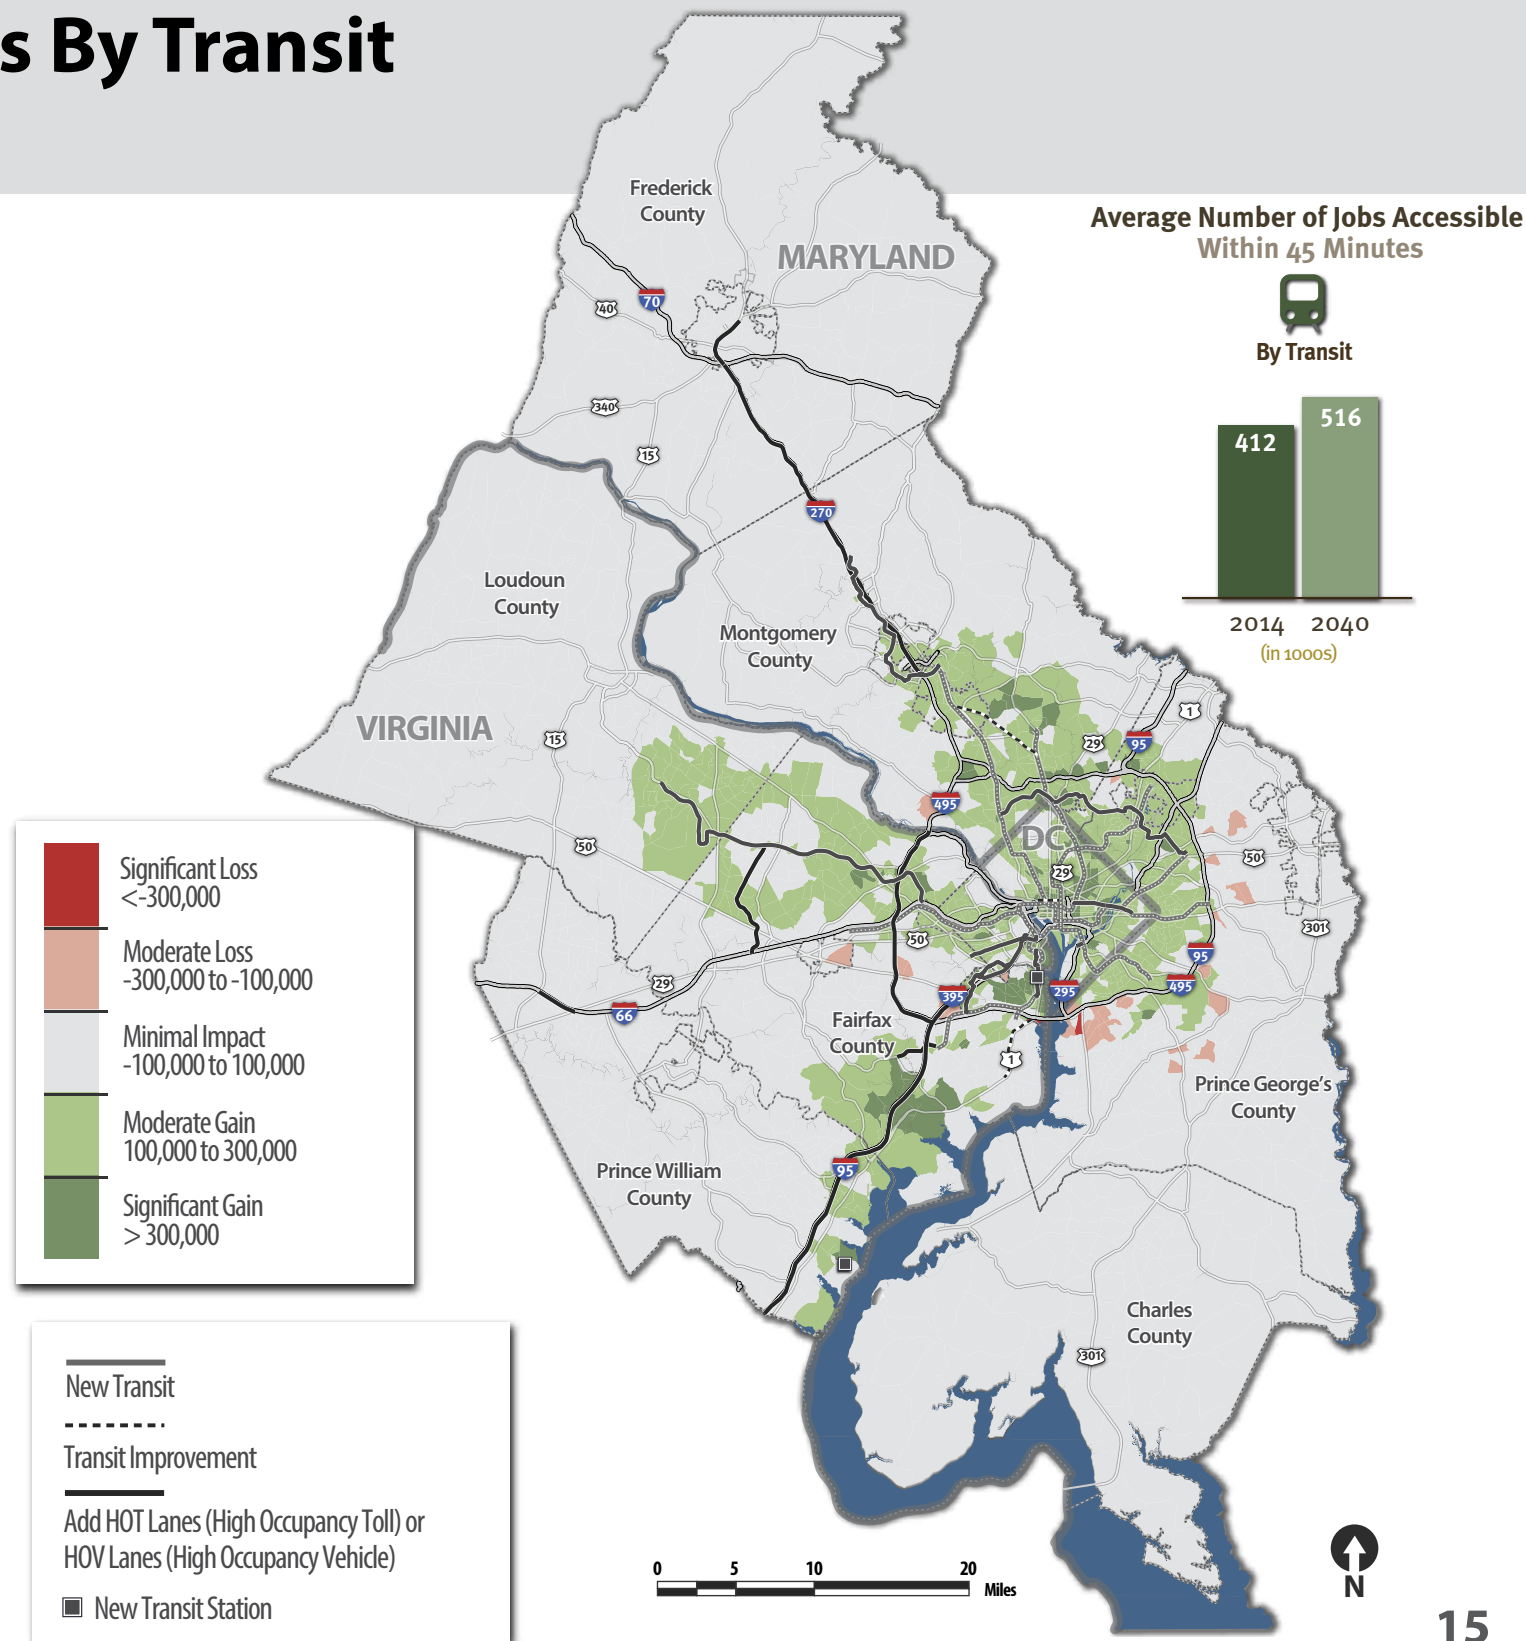 s By Transit
Frederick
County
MARYLAND
Average Number of Jobs Accessible
Within 45 Minutes
By Transit
412
516
2014
2040
(in 1000s)
70
40
340
15
270
Loudoun
County
Montgomery
County
VIRGINIA
15
1
29
95
495
DC
50
29
50
301
50
95
29
395
295
495
66
Fairfax
County
1
Prince George's
County
Prince William
County
95
Charles
County
301
Significant Loss
<-300,000
Moderate Loss
-300,000 to -100,000
Minimal Impact
-100,000 to 100,000
Moderate Gain
100,000 to 300,000
Significant Gain
> 300,000
New Transit
Transit Improvement
Add HOT Lanes (High Occupancy Toll) or
HOV Lanes (High Occupancy Vehicle)
New Transit Station
0 5 10 20
Miles
N
15